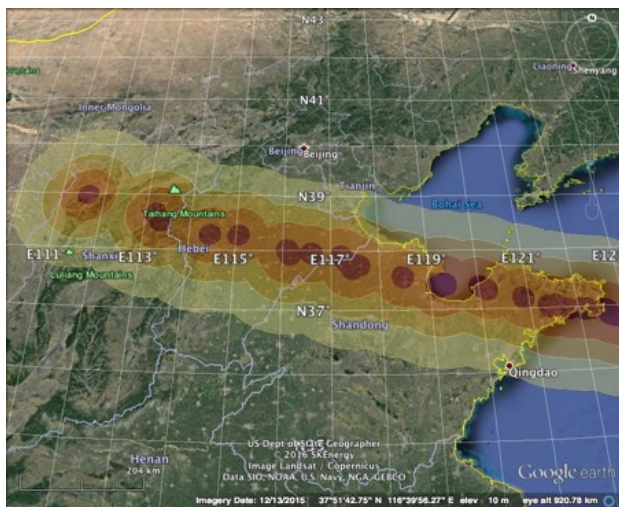 N43
Liaoning
Shenyang
N41°
Inner Mongolia
Beijing
Beijing
Tianjin
N39°
Bohai Sea
Taihang Mountains
E111°
Shanxi
E113°
Hebei
E115°
E117°
E119°
E121°
E12
Luliang Mountains
N37°
Shandong
Qingdao
US Dept of State Geographer
© 2016 SKEnergy
Henan
204 km
Image Landsat / Copernicus
Data SIO, NOAA, U.S. Navy, NGA, GEBCO
Google earth
Imagery Date: 12/13/2015 37°51'42.75" N 116°39'56.27" E elev 10 m eye alt 920.78 km